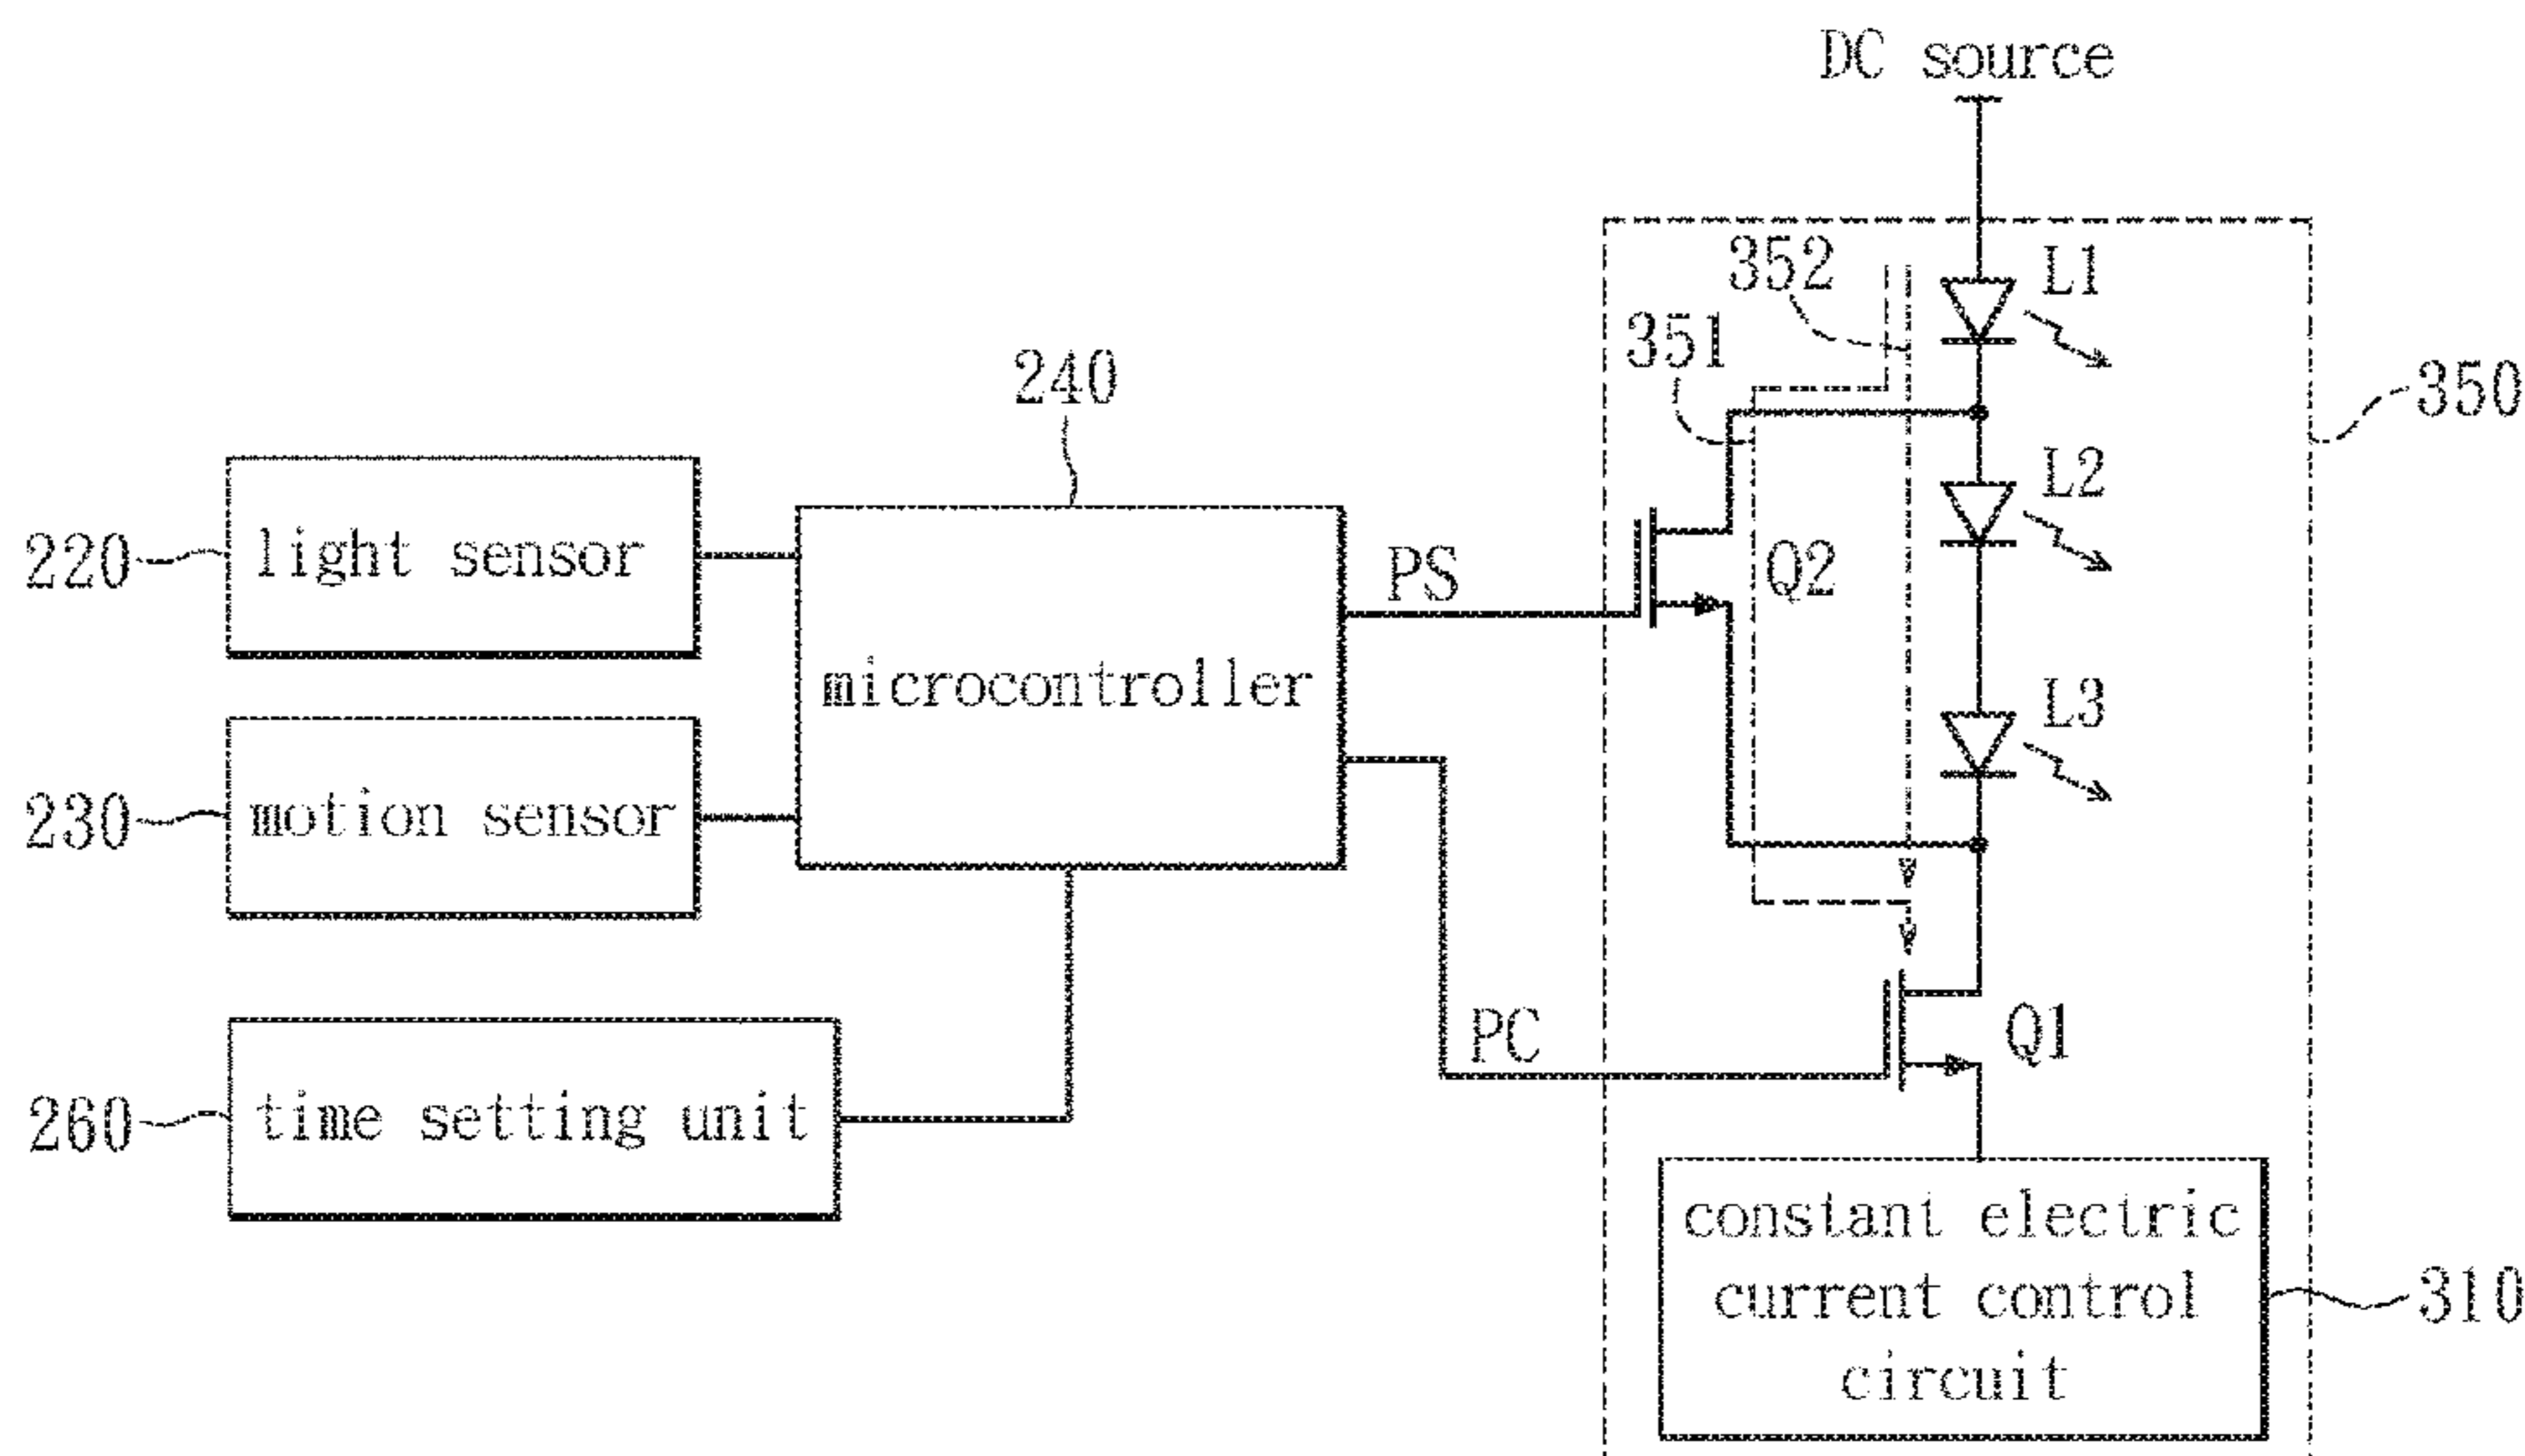 DC source
352
L1
351
240
350
L2
220
light sensor
PS
Q2
microcontroller
L3
230
motion sensor
PC
Q1
260
time setting unit
constant electric
current control
circuit
310